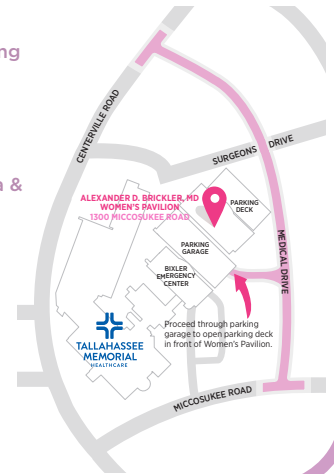 ng
CENTERVILLE ROAD
SURGEONS DRIVE
n &
ALEXANDER D. BRICKLER, MD
WOMEN'S PAVILION
1300 MICCOSUKEE ROAD
PARKING
DECK
PARKING
GARAGE
MEDICAL DRIVE
BIXLER
EMERGENCY
CENTER
Proceed through parking
garage to open parking deck
in front of Women's Pavilion.
TALLAHASSEE
MEMORIAL
HEALTHCARE
MICCOSUKEE ROAD